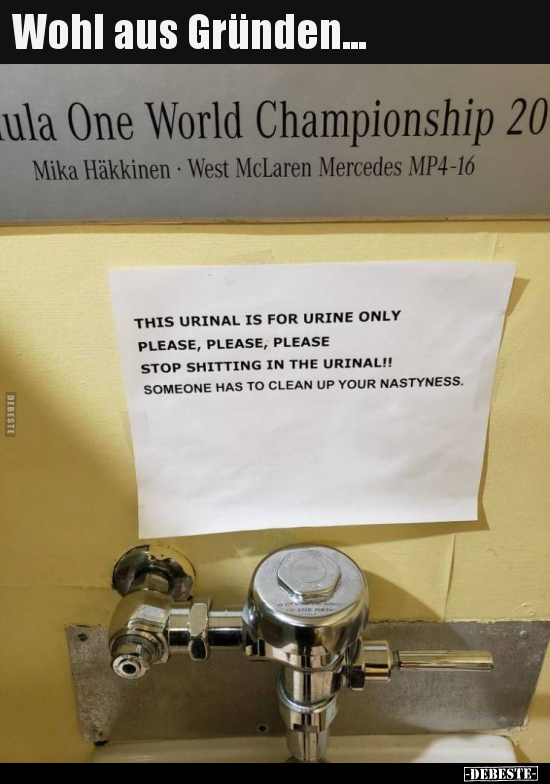 Wohl aus Gründen...
ula One World Championship 20
Mika Häkkinen · West McLaren Mercedes MP4-16
THIS URINAL IS FOR URINE ONLY
PLEASE, PLEASE, PLEASE
STOP SHITTING IN THE URINAL!!
SOMEONE HAS TO CLEAN UP YOUR NASTYNESS.
DEBESTE
-DEBESTE-